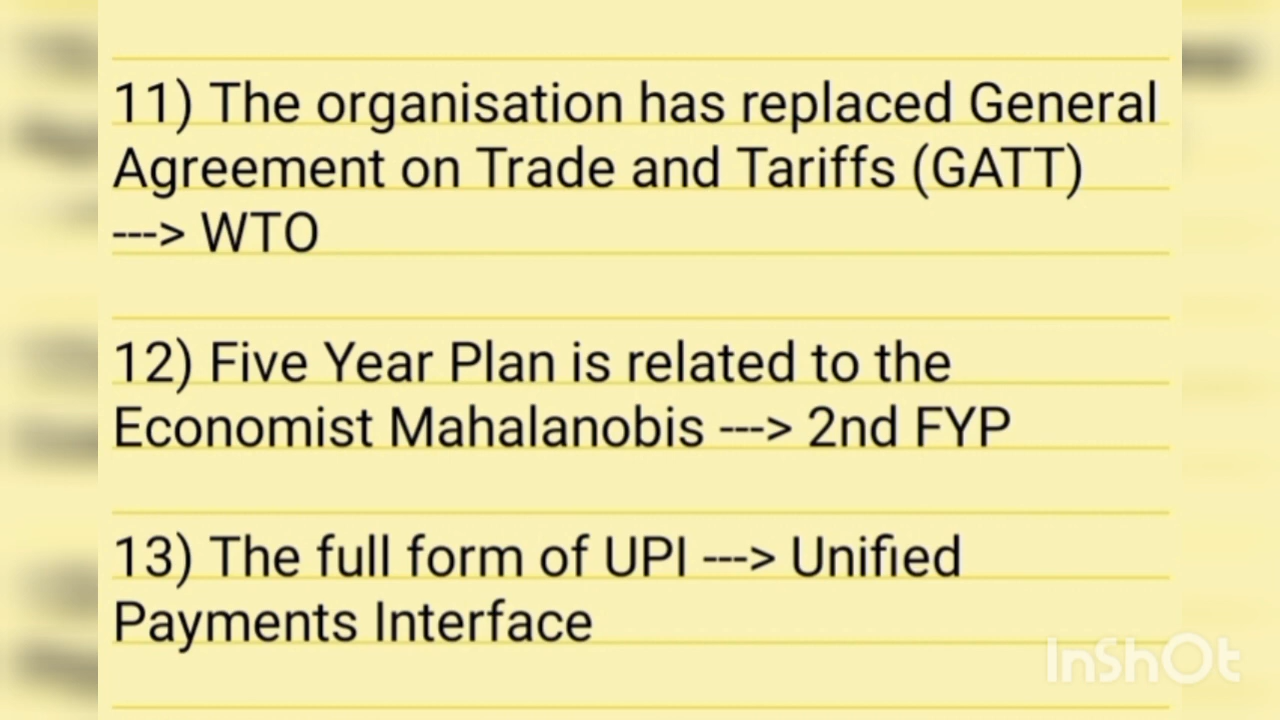 11) The organisation has replaced General
Agreement on Trade and Tariffs (GATT)
---> WTO
12) Five Year Plan is related to the
Economist Mahalanobis ---> 2nd FYP
13) The full form of UPI ---> Unified
Payments Interface
InShOt